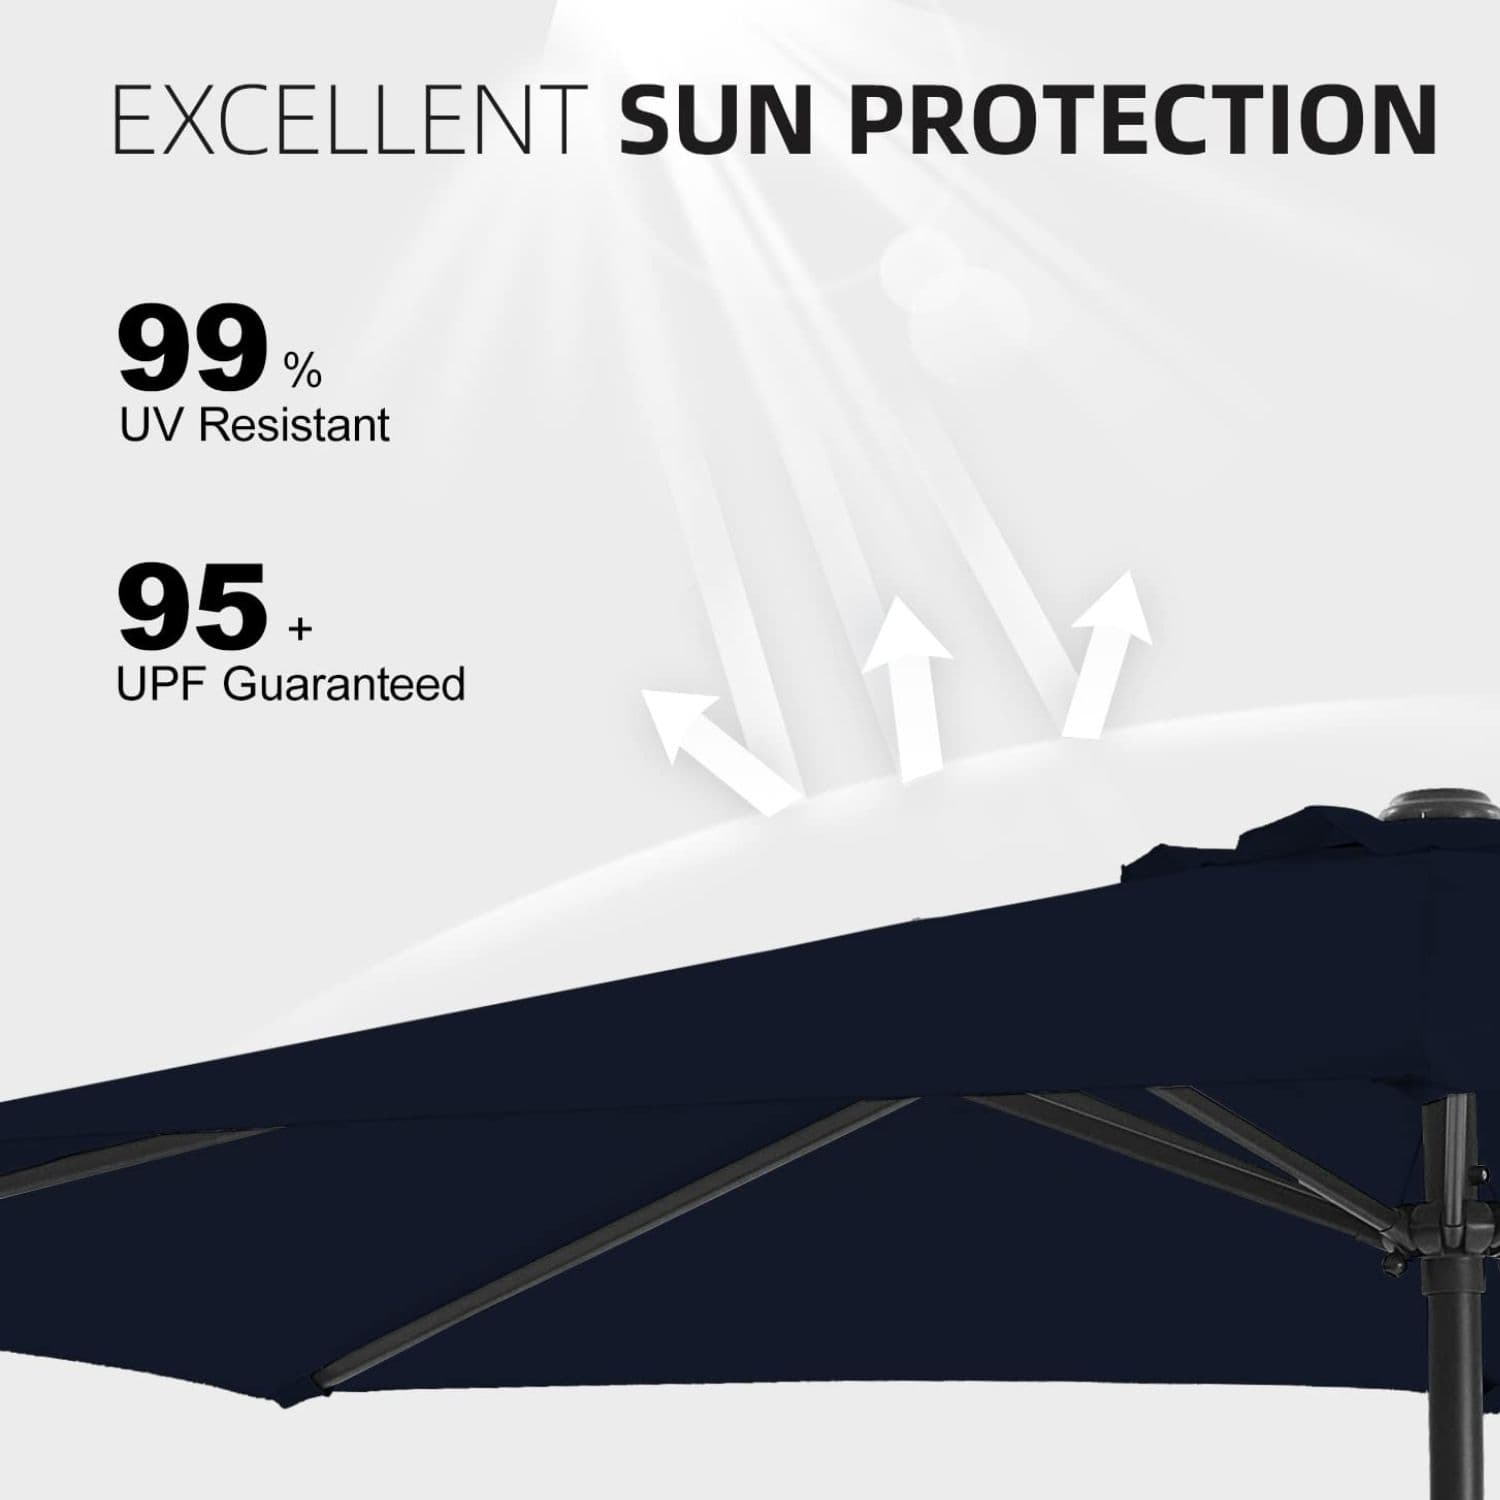 EXCELLENT SUN PROTECTION
99 %
UV Resistant
95 +
UPF Guaranteed